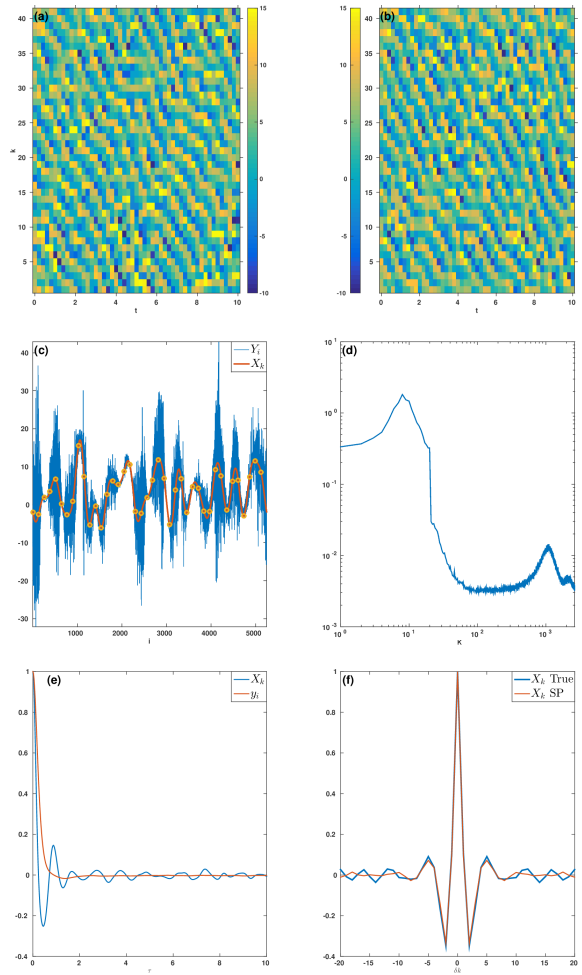 (a)
40
35
30
25
20
15
10
5
k
0 2 4 6 8 10
t
15
10
5
0
-5
-10
15
10
5
0
-5
-10
(b)
40
35
30
25
20
15
10
5
0 2 4 6 8 10
t
(c)
Y_i
X_k
40
30
20
10
0
-10
-20
-30
1000 2000 3000 4000 5000
i
(d)
10^1
10^0
10^-1
10^-2
10^-3
10^0 10^1 10^2 10^3
K
(e)
X_k
y_i
1
0.8
0.6
0.4
0.2
0
-0.2
-0.4
0 2 4 6 8 10
τ
(f)
X_k True
X_k SP
1
0.8
0.6
0.4
0.2
0
-0.2
-0.4
-20 -15 -10 -5 0 5 10 15 20
δk